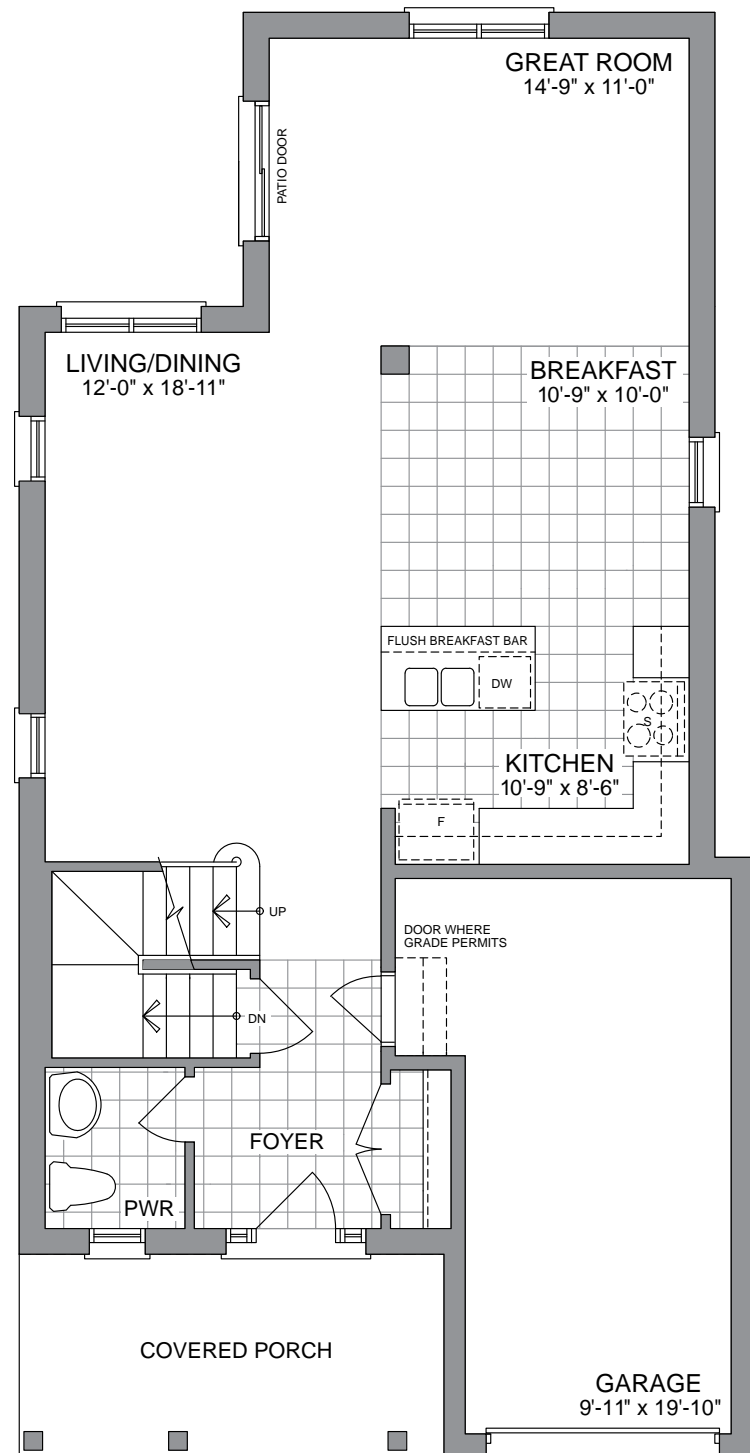 GREAT ROOM
14'-9" x 11'-0"
PATIO DOOR
LIVING/DINING
12'-0" x 18'-11"
BREAKFAST
10'-9" x 10'-0"
FLUSH BREAKFAST BAR
DW
S
KITCHEN
10'-9" x 8'-6"
F
UP
DOOR WHERE
GRADE PERMITS
DN
FOYER
PWR
COVERED PORCH
GARAGE
9'-11" x 19'-10"